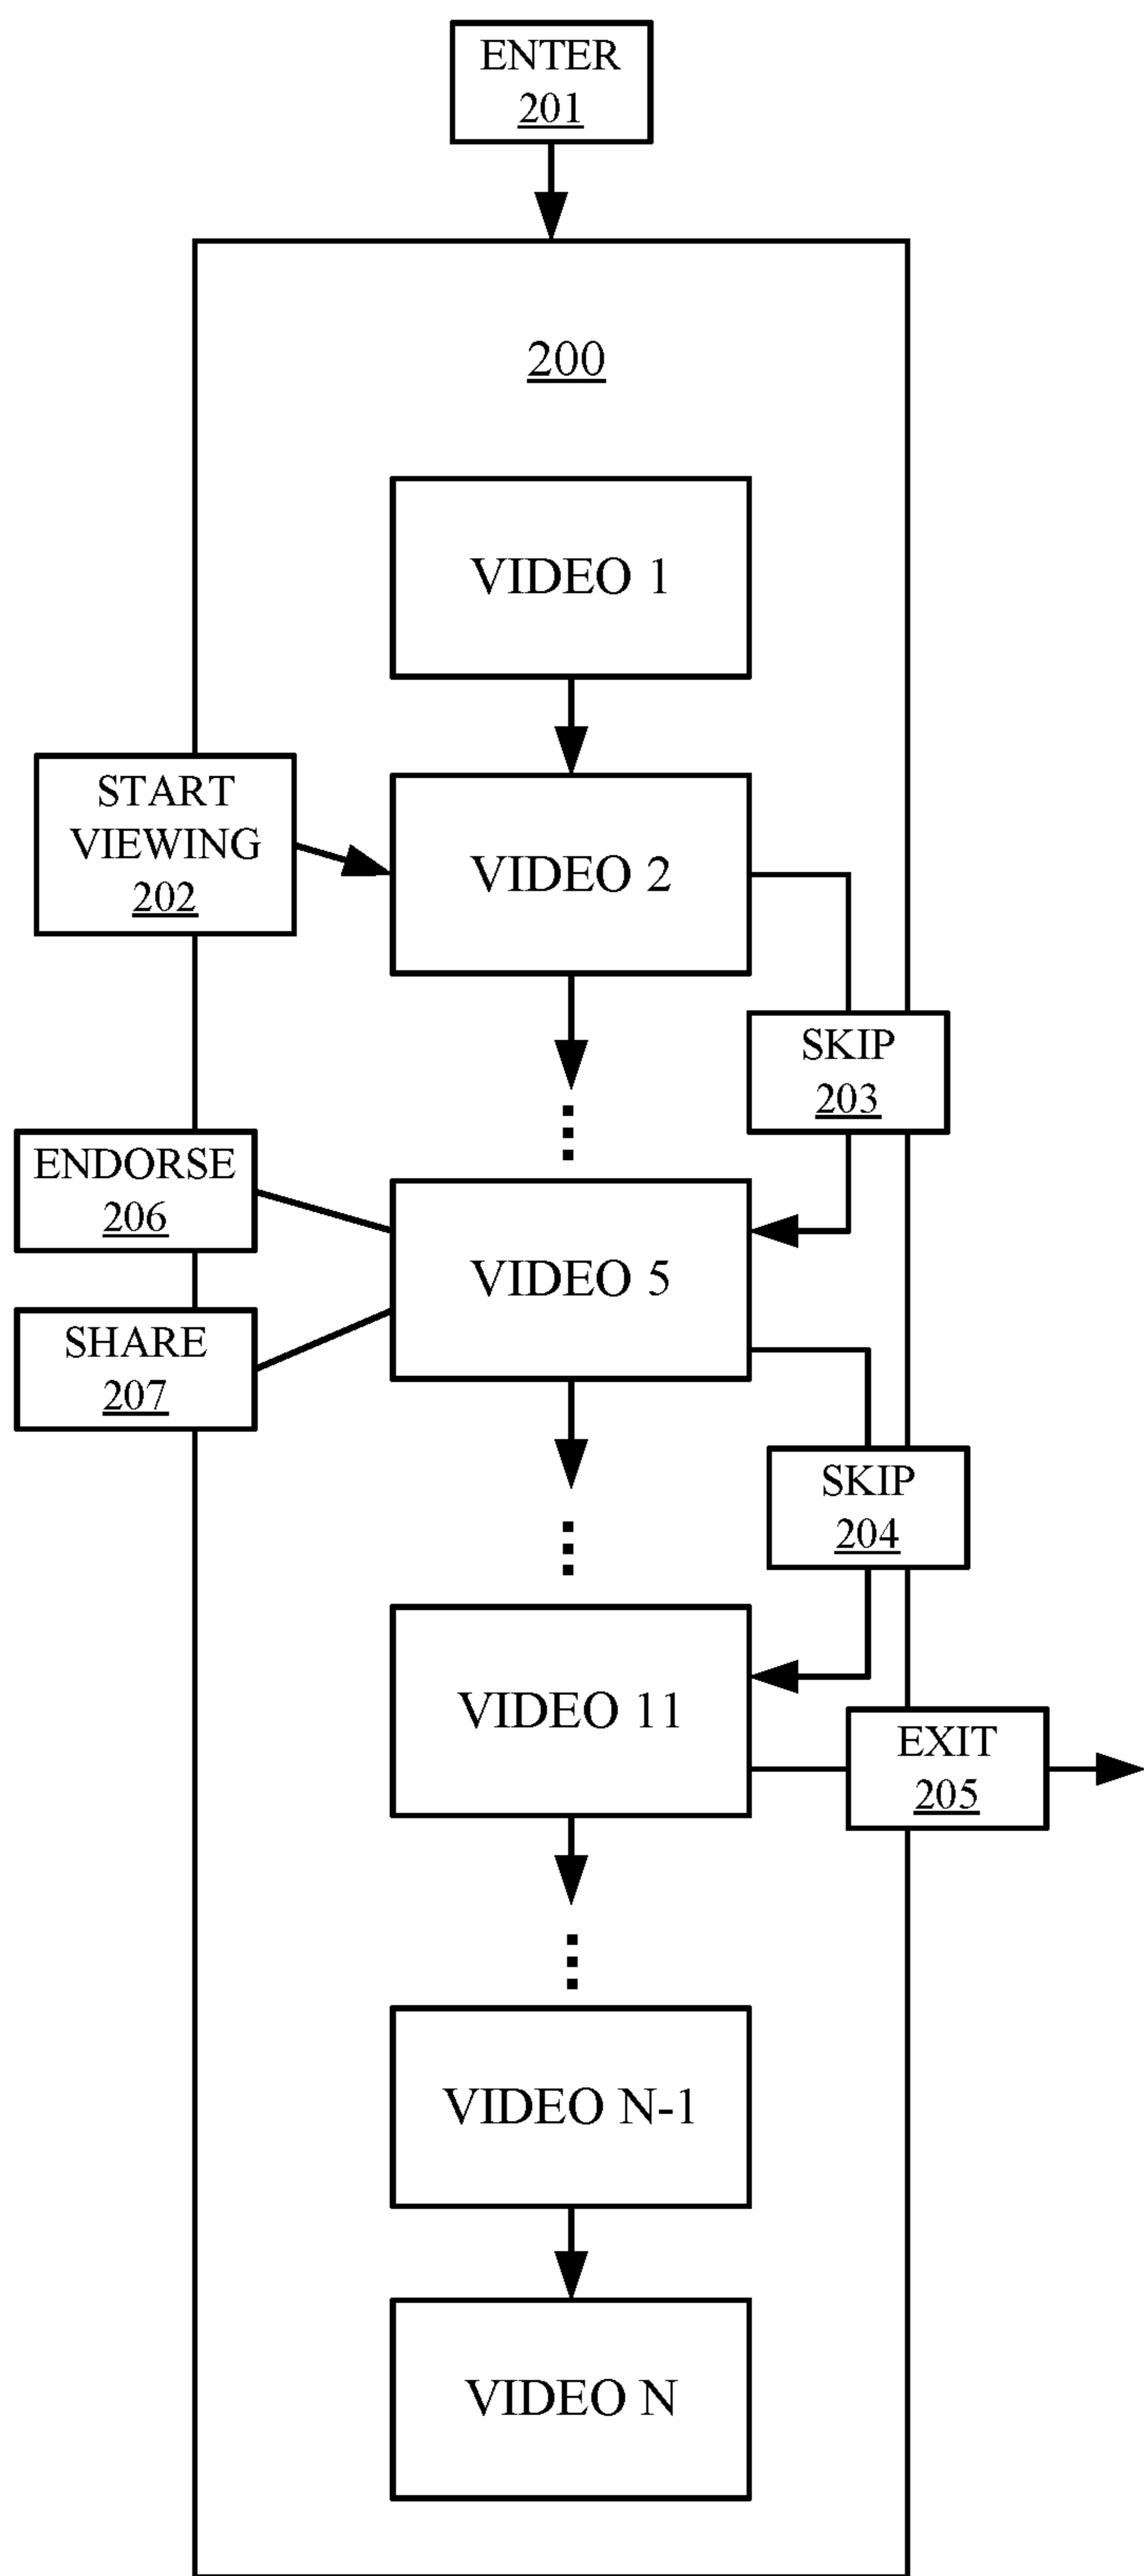 ENTER
201
200
VIDEO 1
START
VIEWING
202
VIDEO 2
SKIP
203
ENDORSE
206
VIDEO 5
SHARE
207
SKIP
204
VIDEO 11
EXIT
205
VIDEO N-1
VIDEO N